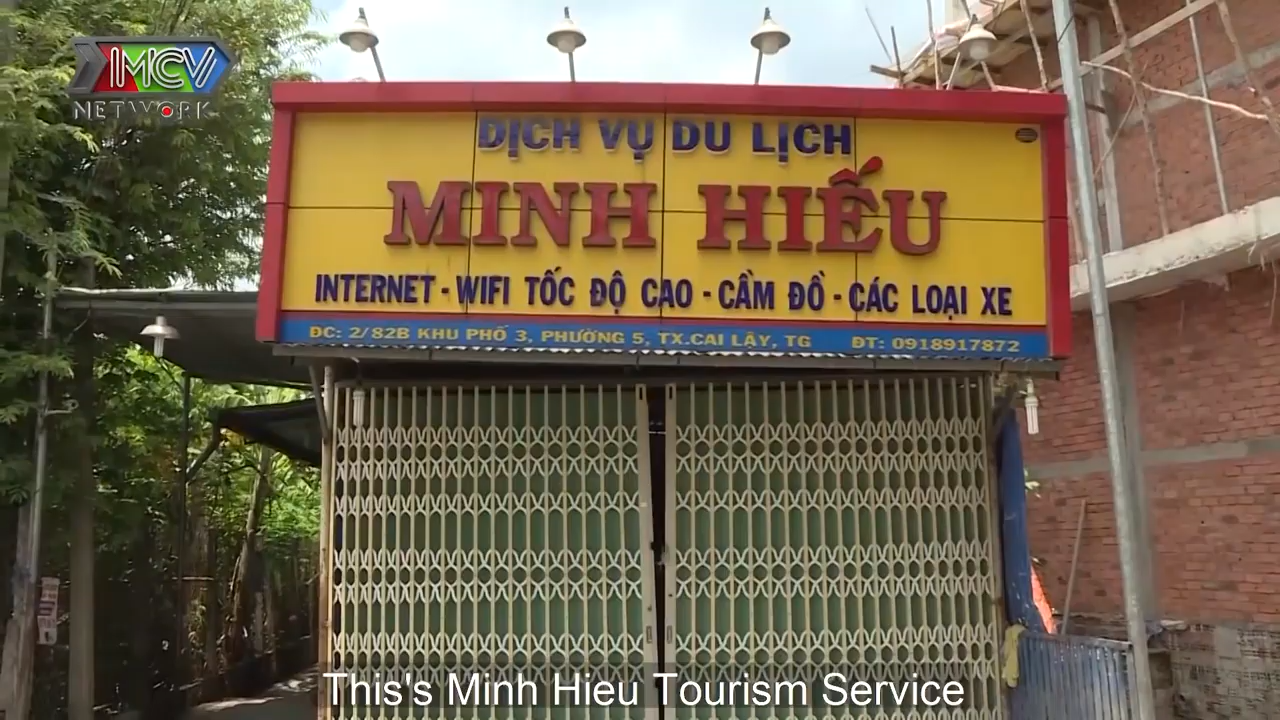 MCV
NETWORK
DỊCH VỤ DU LỊCH
MINH HIẾU
INTERNET - WIFI TỐC ĐỘ CAO - CẦM ĐỒ - CÁC LOẠI XE
ĐC: 2/82B KHU PHỐ 3, PHƯỜNG 5, TX.CAI LẬY, TG ĐT: 0918917872
This's Minh Hieu Tourism Service